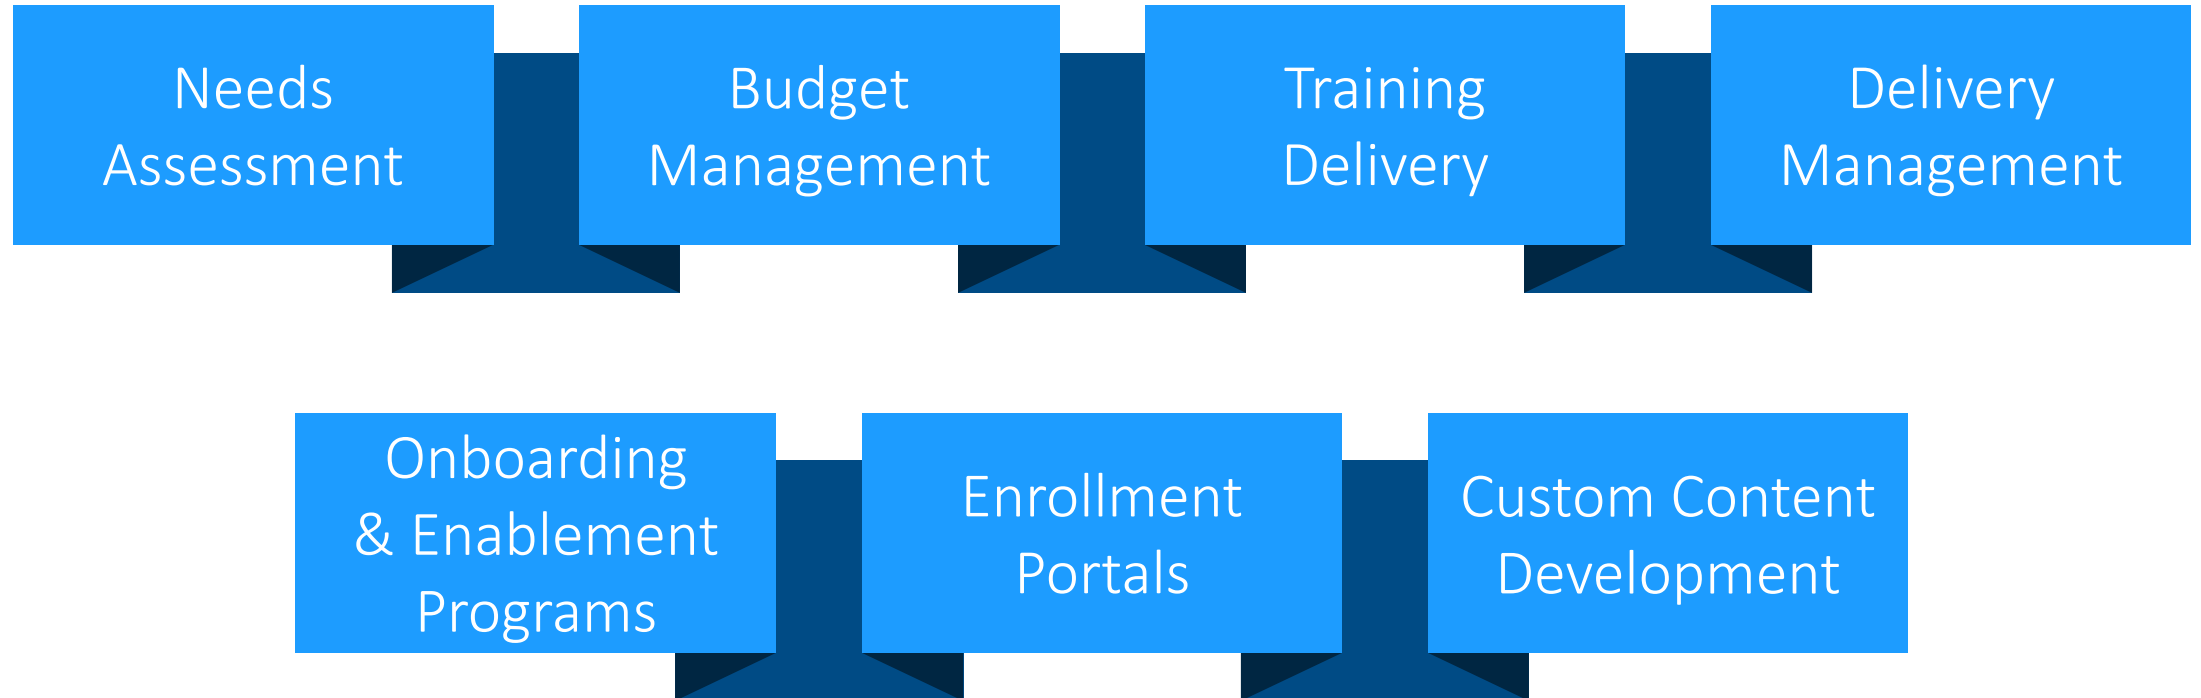 Needs
Assessment
Budget
Management
Training
Delivery
Delivery
Management
Onboarding
& Enablement
Programs
Enrollment
Portals
Custom Content
Development